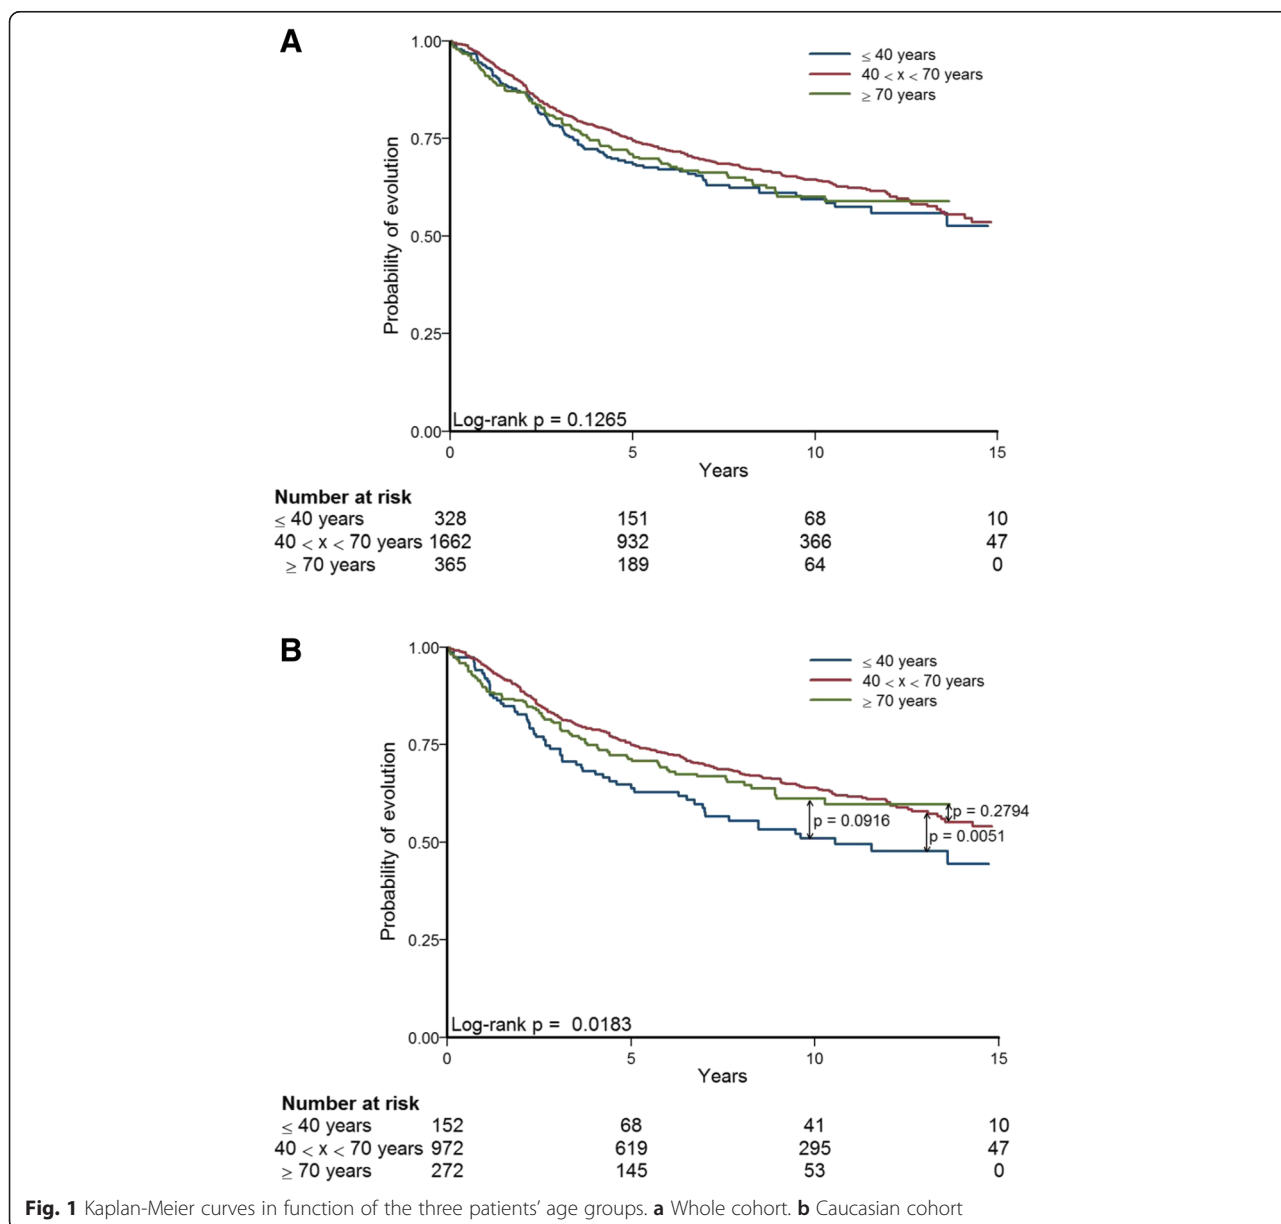 A
≤ 40 years
40 < x < 70 years
≥ 70 years
1.00
0.75
0.50
0.25
0.00
Probability of evolution
Log-rank p = 0.1265
0 5 10 15
Years
Number at risk
≤ 40 years 328 151 68 10
40 < x < 70 years 1662 932 366 47
≥ 70 years 365 189 64 0
B
≤ 40 years
40 < x < 70 years
≥ 70 years
1.00
0.75
0.50
0.25
0.00
Probability of evolution
p = 0.2794
p = 0.0916
p = 0.0051
Log-rank p = 0.0183
0 5 10 15
Years
Number at risk
≤ 40 years 152 68 41 10
40 < x < 70 years 972 619 295 47
≥ 70 years 272 145 53 0
Fig. 1 Kaplan-Meier curves in function of the three patients' age groups. a Whole cohort. b Caucasian cohort